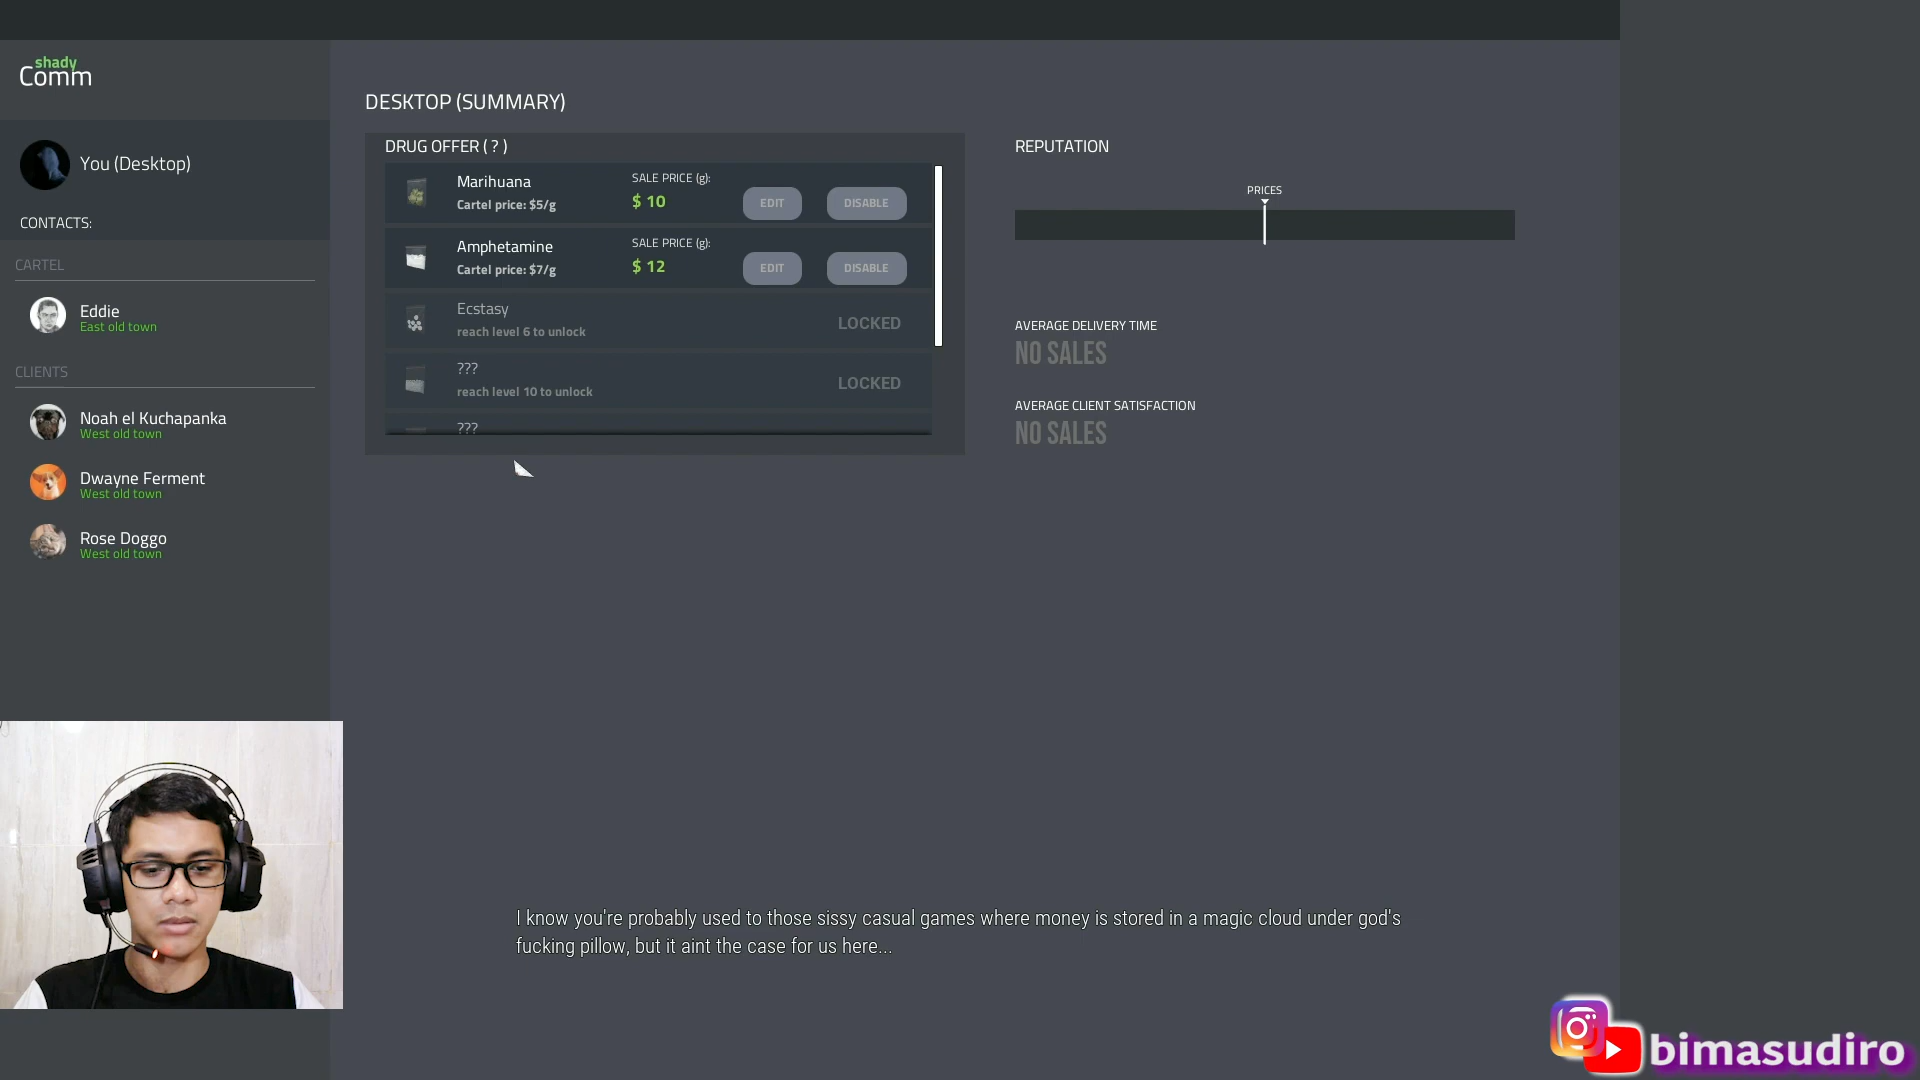 shady
Comm
You (Desktop)
CONTACTS:
CARTEL
Eddie
East old town
CLIENTS
Noah el Kuchapanka
West old town
Dwayne Ferment
West old town
Rose Doggo
West old town
DESKTOP (SUMMARY)
DRUG OFFER ( ? )
Marihuana
Cartel price: $5/g
SALE PRICE (g):
$ 10
EDIT
DISABLE
Amphetamine
Cartel price: $7/g
SALE PRICE (g):
$ 12
EDIT
DISABLE
Ecstasy
reach level 6 to unlock
LOCKED
???
reach level 10 to unlock
LOCKED
???
REPUTATION
PRICES
AVERAGE DELIVERY TIME
NO SALES
AVERAGE CLIENT SATISFACTION
NO SALES
I know you're probably used to those sissy casual games where money is stored in a magic cloud under god's
fucking pillow, but it aint the case for us here...
bimasudiro